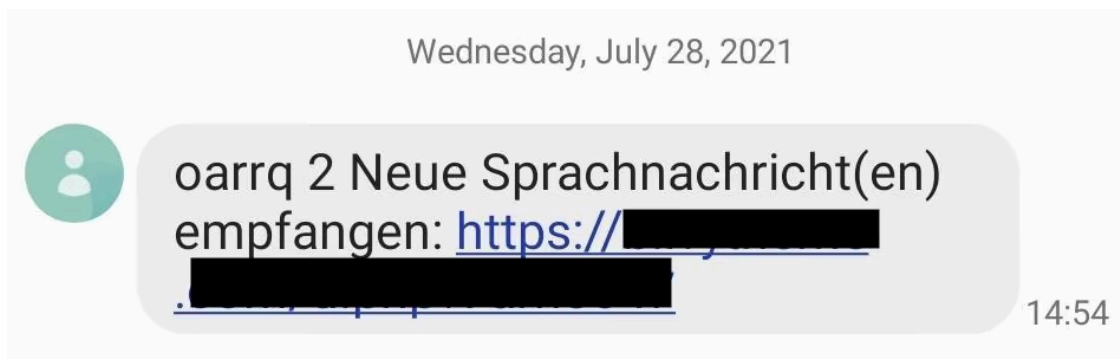 Wednesday, July 28, 2021
oarrq 2 Neue Sprachnachricht(en)
empfangen: https://
14:54